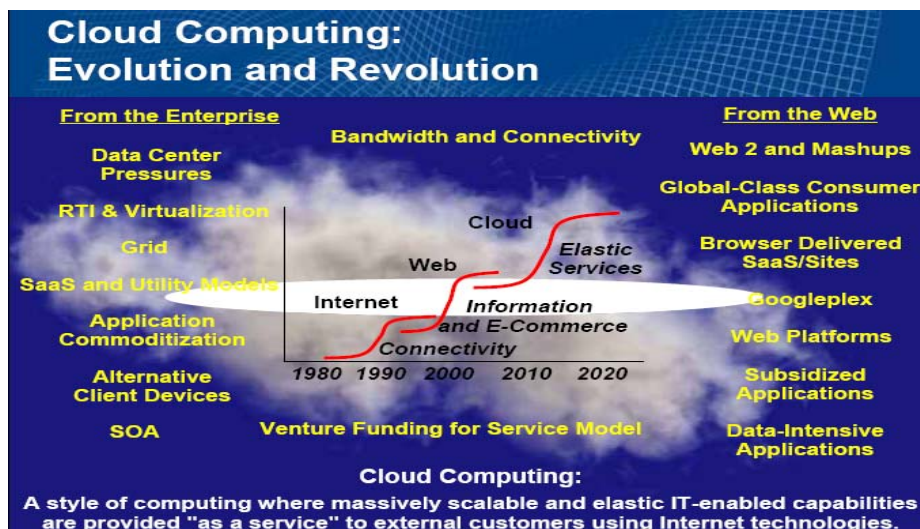 Cloud Computing:
Evolution and Revolution
From the Enterprise
Data Center
Pressures
RTI & Virtualization
Grid
SaaS and Utility Models
Application
Commoditization
Alternative
Client Devices
SOA
Bandwidth and Connectivity
Cloud
Elastic
Services
Web
Internet
Information
and E-Commerce
Connectivity
1980 1990 2000 2010 2020
Venture Funding for Service Model
From the Web
Web 2 and Mashups
Global-Class Consumer
Applications
Browser Delivered
SaaS/Sites
Googleplex
Web Platforms
Subsidized
Applications
Data-Intensive
Applications
Cloud Computing:
A style of computing where massively scalable and elastic IT-enabled capabilities
are provided "as a service" to external customers using Internet technologies.